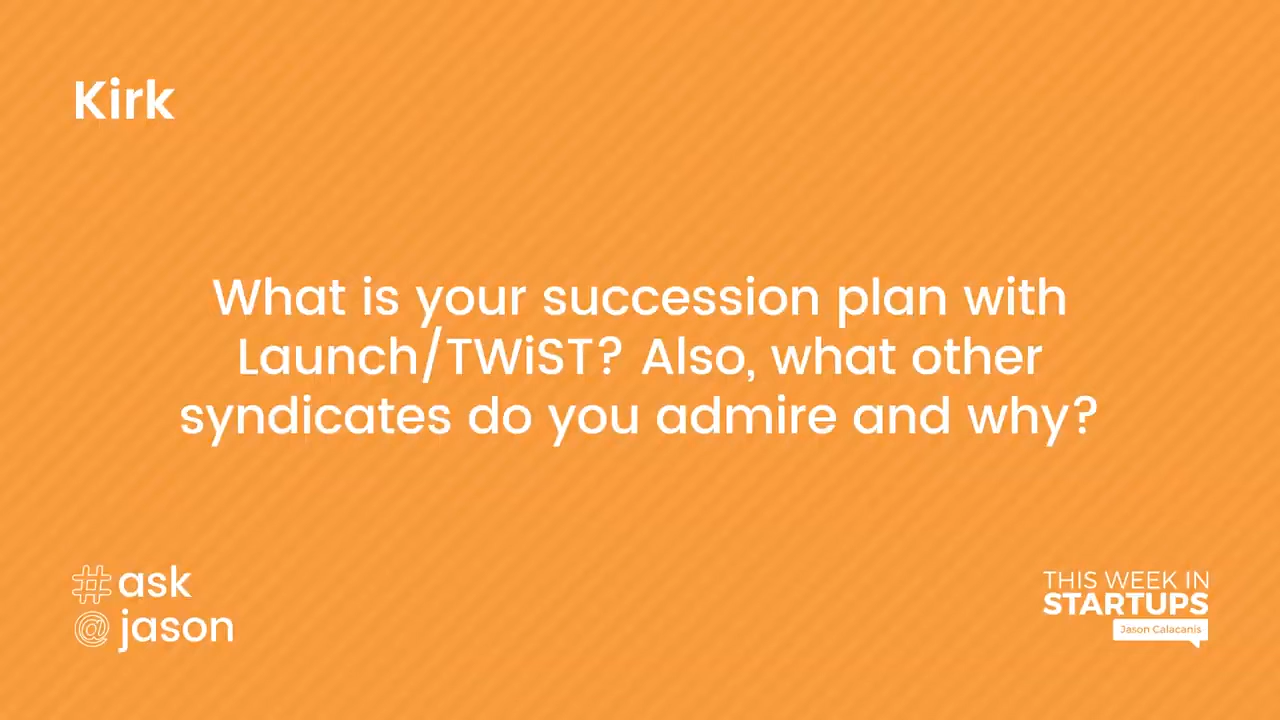 Kirk
What is your succession plan with
Launch/TWiST? Also, what other
syndicates do you admire and why?
#ask
@jason
THIS WEEK IN
STARTUPS
Jason Calacanis